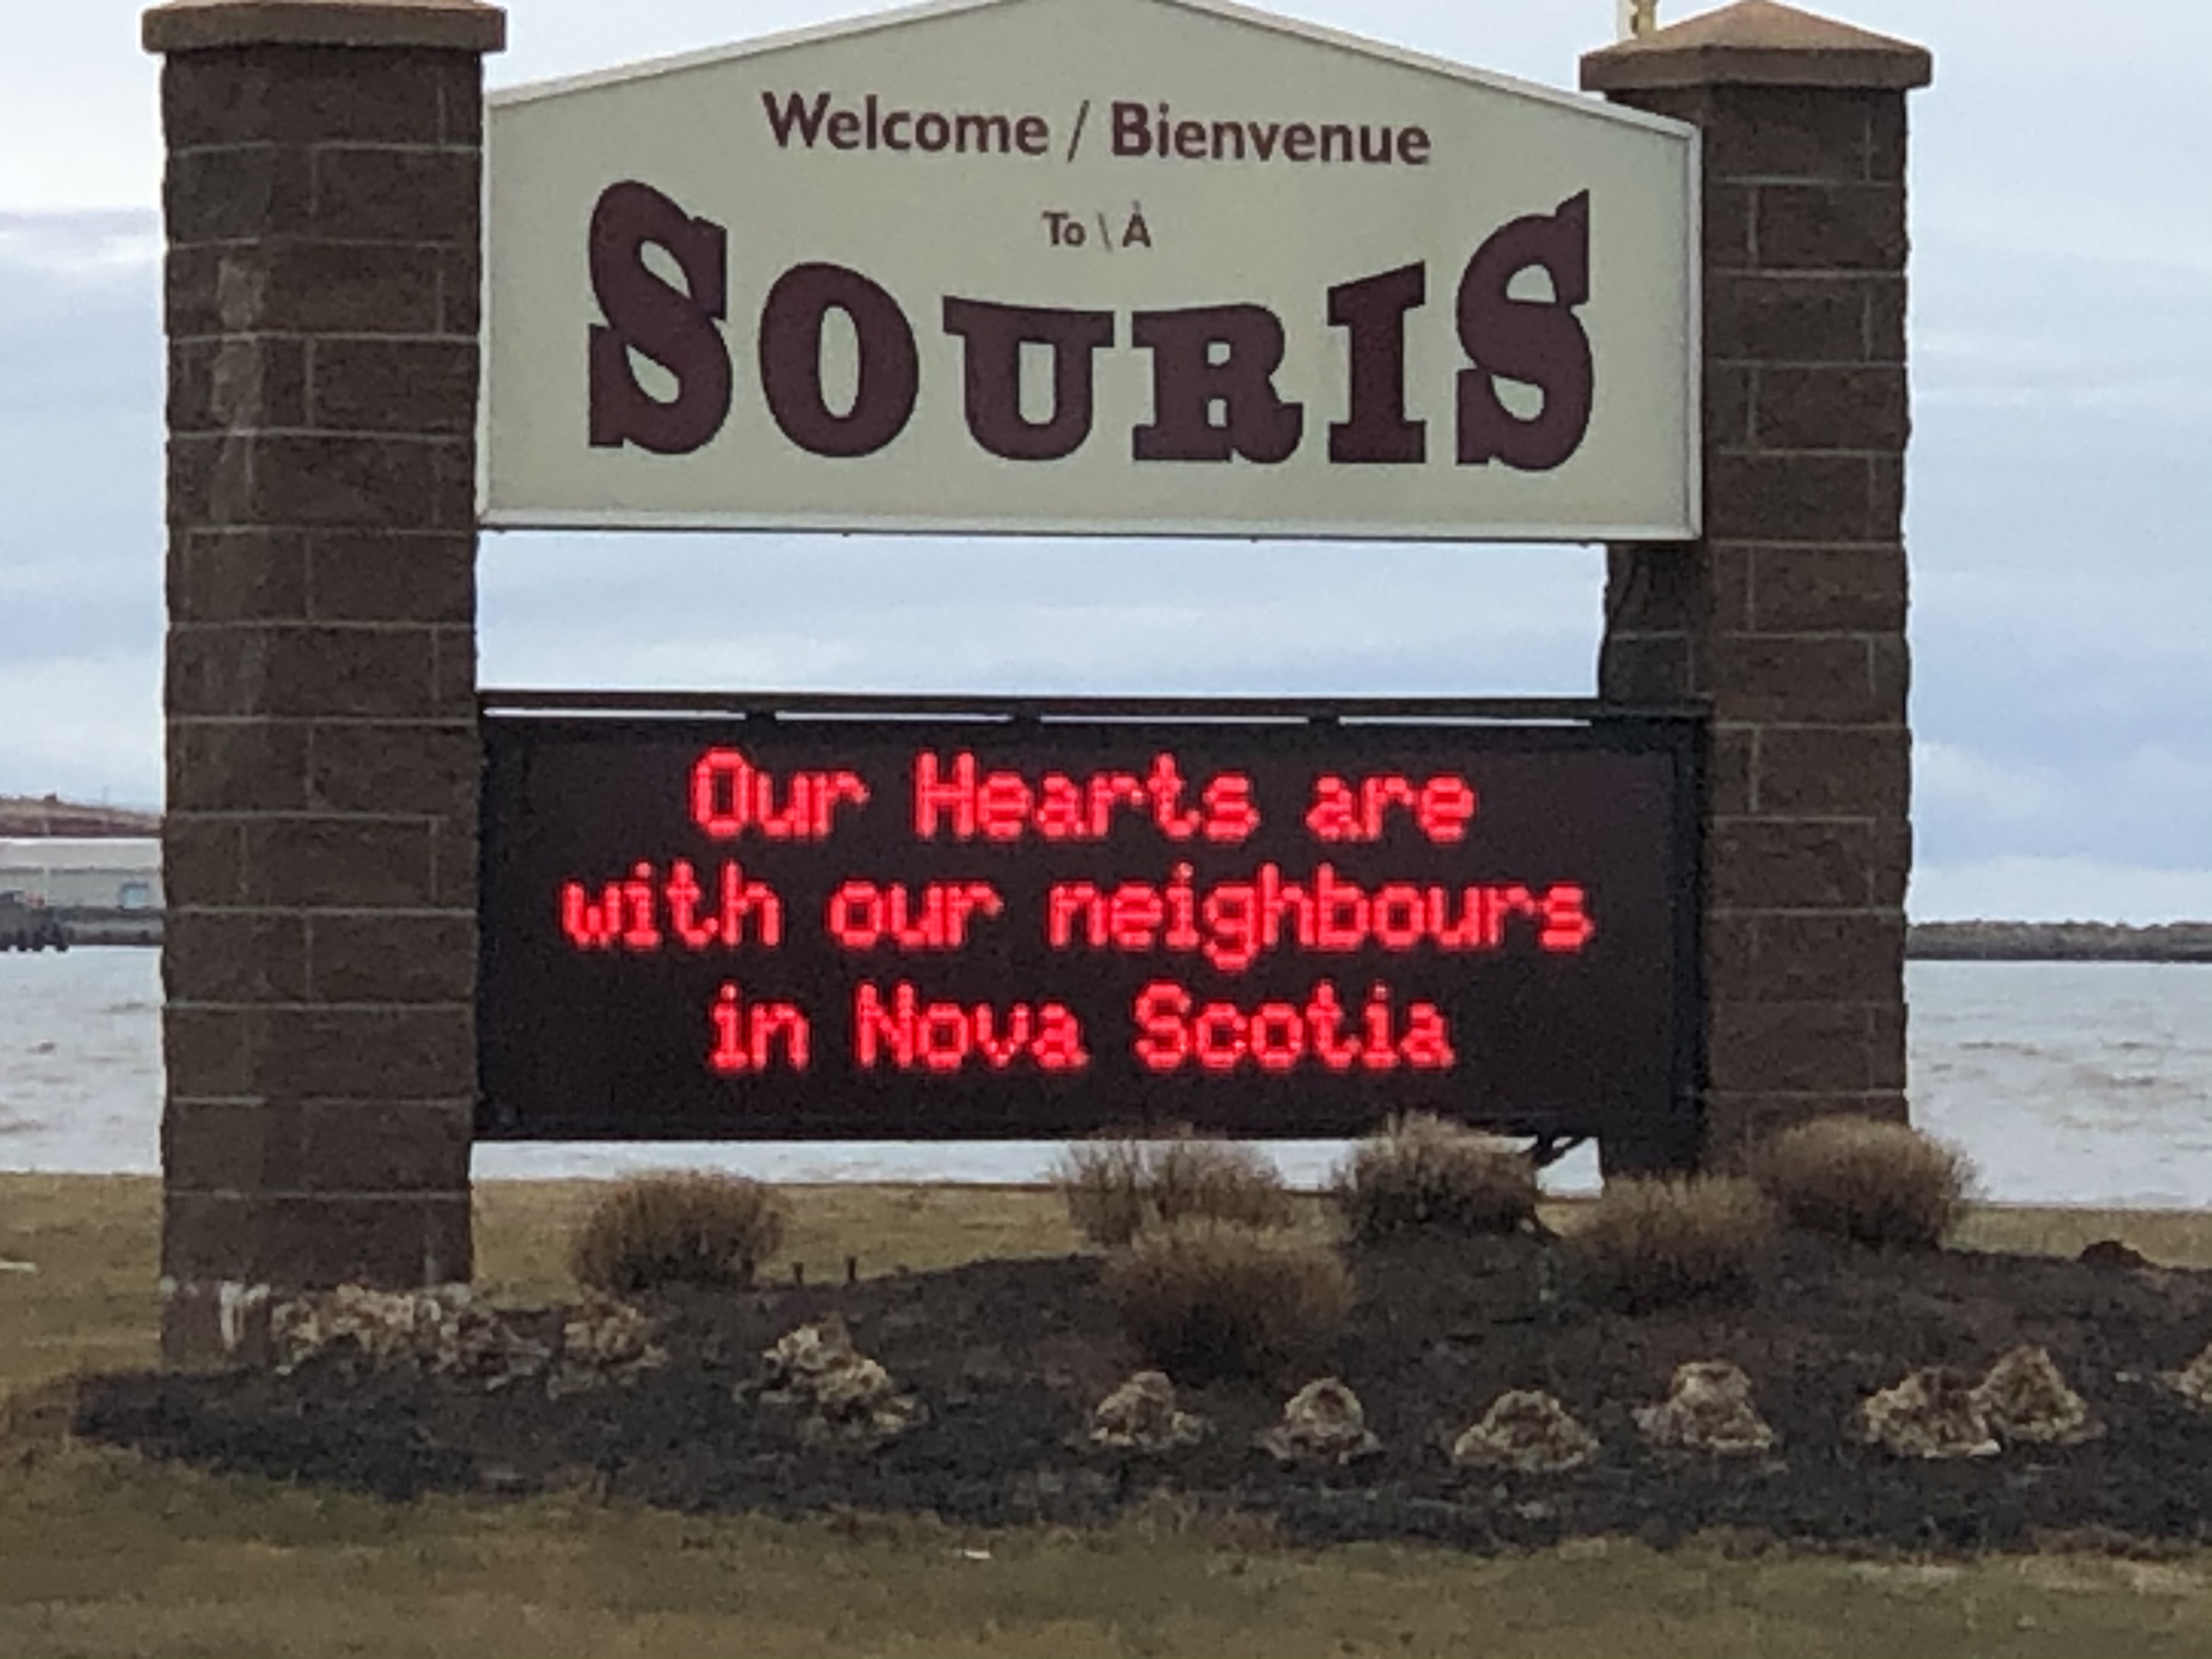 Welcome / Bienvenue
To \ À
SOURIS
Our Hearts are
with our neighbours
in Nova Scotia